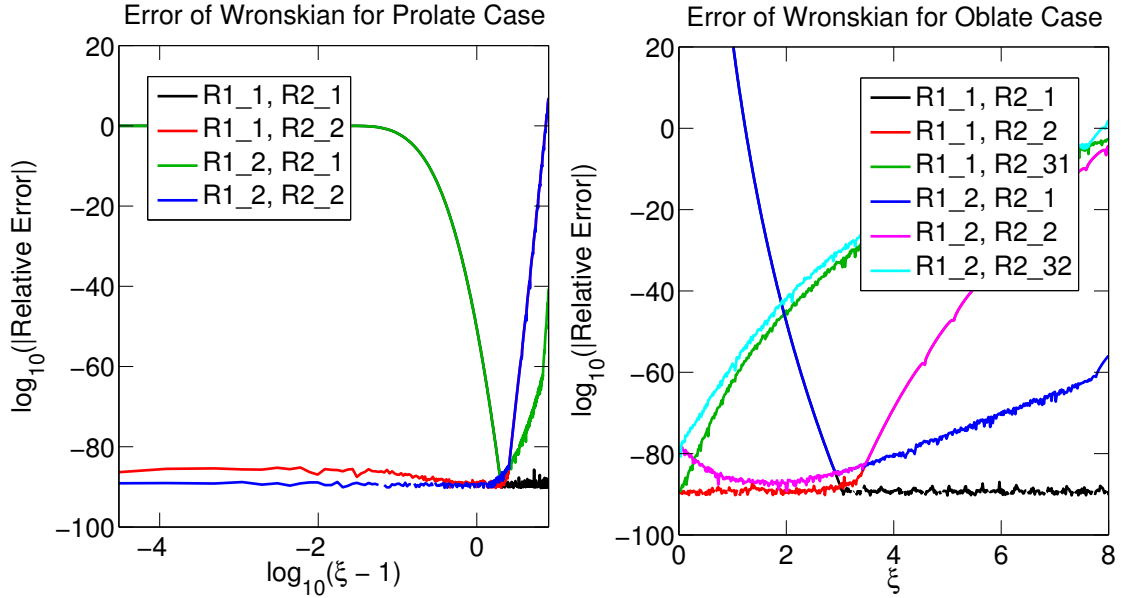 Error of Wronskian for Prolate Case
20
0
−20
−40
−60
−80
−100
−4
−2
0
log10(|Relative Error|)
log10(ξ − 1)
R1_1, R2_1
R1_1, R2_2
R1_2, R2_1
R1_2, R2_2
Error of Wronskian for Oblate Case
20
0
−20
−40
−60
−80
−100
0
2
4
6
8
log10(|Relative Error|)
ξ
R1_1, R2_1
R1_1, R2_2
R1_1, R2_31
R1_2, R2_1
R1_2, R2_2
R1_2, R2_32